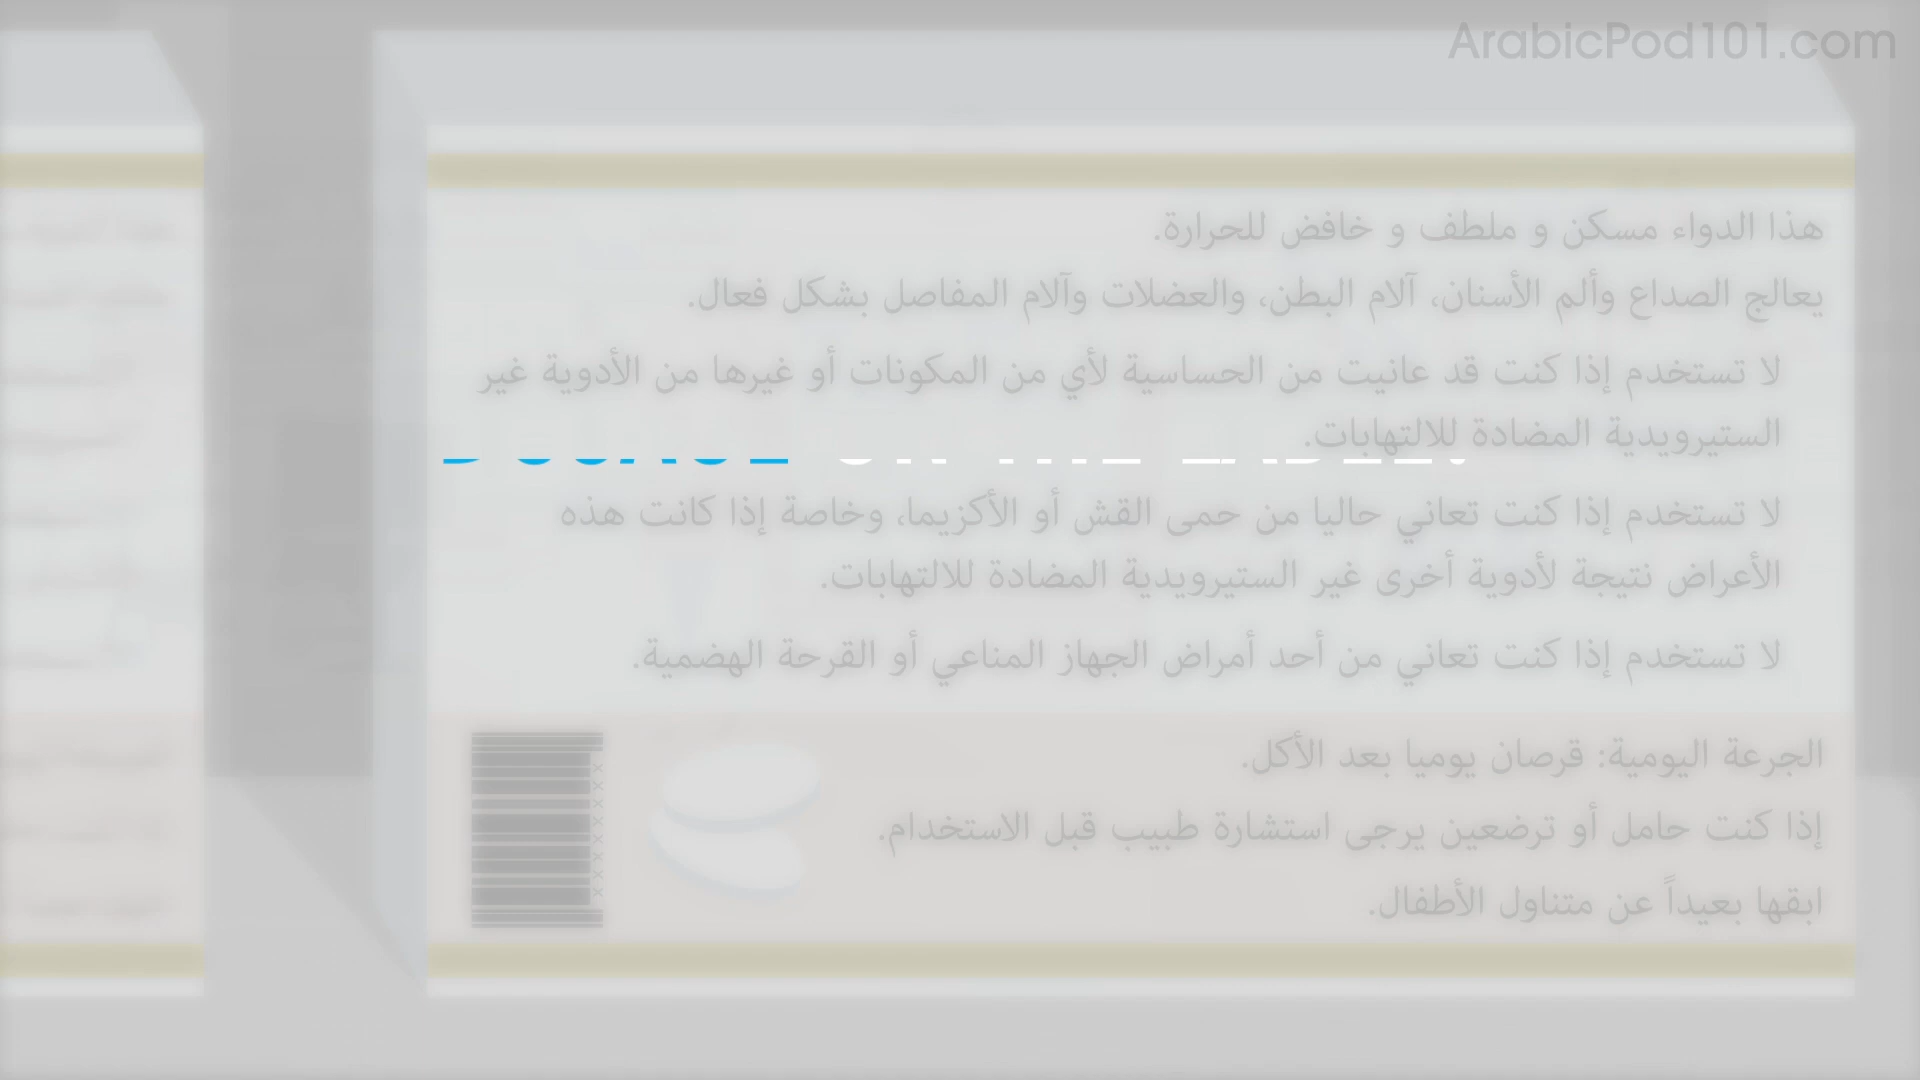 ArabicPod101.com
هذا الدواء مسكن و ملطف و خافض للحرارة.
يعالج الصداع وألم الأسنان، آلام البطن، والعضلات وآلام المفاصل بشكل فعال.
لا تستخدم إذا كنت قد عانيت من الحساسية لأي من المكونات أو غيرها من الأدوية غير
الستيرويدية المضادة للالتهابات.
لا تستخدم إذا كنت تعاني حاليا من حمى القش أو الأكزيما، وخاصة إذا كانت هذه
الأعراض نتيجة لأدوية أخرى غير الستيرويدية المضادة للالتهابات.
لا تستخدم إذا كنت تعاني من أحد أمراض الجهاز المناعي أو القرحة الهضمية.
الجرعة اليومية: قرصان يوميا بعد الأكل.
إذا كنت حامل أو ترضعين يرجى استشارة طبيب قبل الاستخدام.
ابقها بعيداً عن متناول الأطفال.